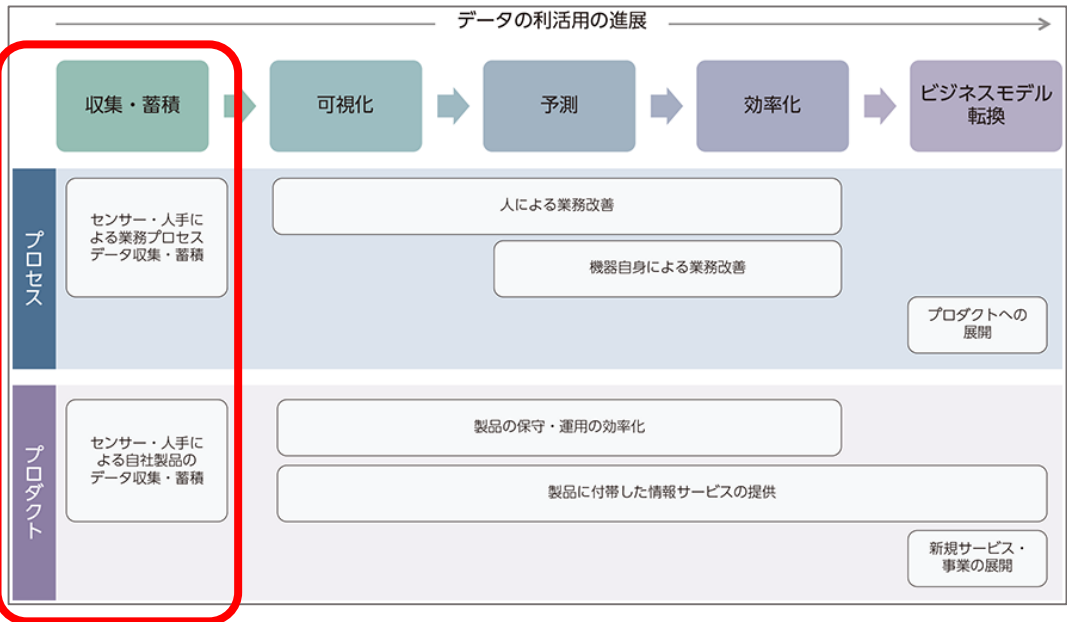 データの利活用の進展
収集・蓄積
可視化
予測
効率化
ビジネスモデル
転換
プロセス
センサー・人手に
よる業務プロセス
データ収集・蓄積
人による業務改善
機器自身による業務改善
プロダクトへの
展開
プロダクト
センサー・人手に
よる自社製品の
データ収集・蓄積
製品の保守・運用の効率化
製品に付帯した情報サービスの提供
新規サービス・
事業の展開